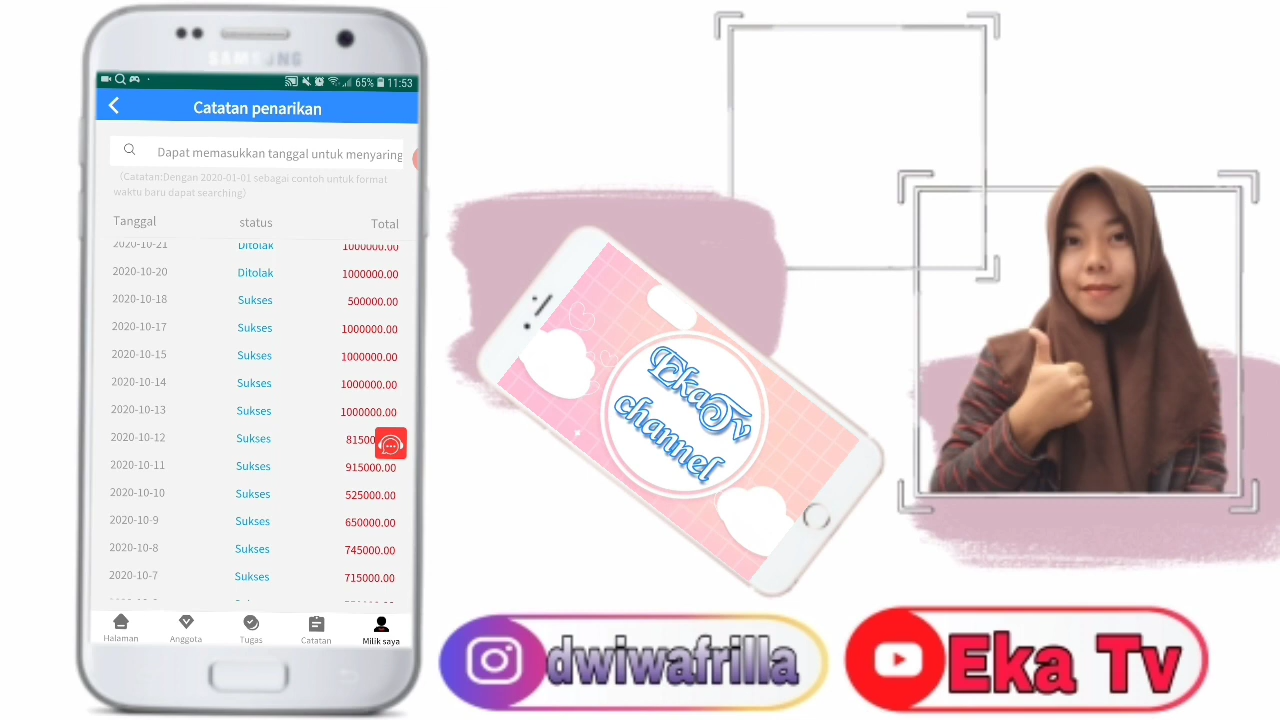 SAMSUNG
65% 11:53
Catatan penarikan
Dapat memasukkan tanggal untuk menyaring
(Catatan:Dengan 2020-01-01 sebagai contoh untuk format
waktu baru dapat searching)
Tanggal status Total
2020-10-21 Ditolak 1000000.00
2020-10-20 Ditolak 1000000.00
2020-10-18 Sukses 500000.00
2020-10-17 Sukses 1000000.00
2020-10-15 Sukses 1000000.00
2020-10-14 Sukses 1000000.00
2020-10-13 Sukses 1000000.00
2020-10-12 Sukses 81500
2020-10-11 Sukses 915000.00
2020-10-10 Sukses 525000.00
2020-10-9 Sukses 650000.00
2020-10-8 Sukses 745000.00
2020-10-7 Sukses 715000.00
Halaman Anggota Tugas Catatan Milik saya
EkaTv
channel
dwiwafrilla
Eka Tv